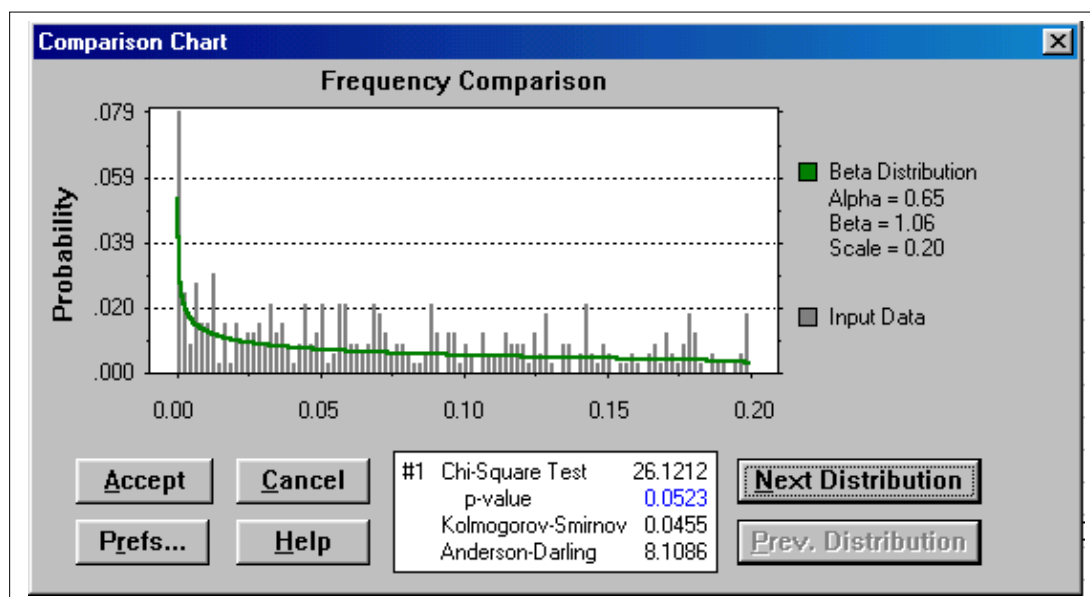 Comparison Chart
Frequency Comparison
Probability
.079
.059
.039
.020
.000
0.00 0.05 0.10 0.15 0.20
Beta Distribution
Alpha = 0.65
Beta = 1.06
Scale = 0.20
Input Data
Accept
Cancel
Prefs...
Help
#1 Chi-Square Test 26.1212
p-value 0.0523
Kolmogorov-Smirnov 0.0455
Anderson-Darling 8.1086
Next Distribution
Prev. Distribution